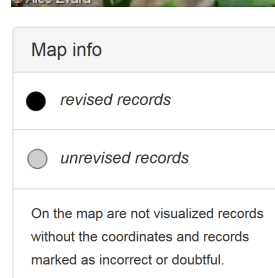 Map info
revised records
unrevised records
On the map are not visualized records
without the coordinates and records
marked as incorrect or doubtful.